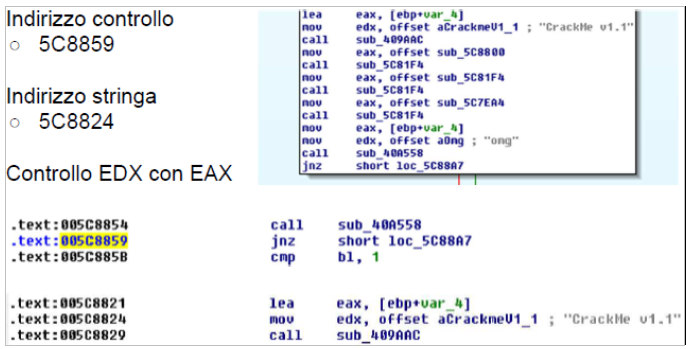 Indirizzo controllo
○ 5C8859
Indirizzo stringa
○ 5C8824
Controllo EDX con EAX
lea eax, [ebp+var_4]
mov edx, offset aCrackmeV1_1 ; "CrackMe v1.1"
call sub_409AAC
mov eax, offset sub_5C8800
call sub_5C81F4
mov eax, offset sub_5C81F4
call sub_5C81F4
mov eax, offset sub_5C7EA4
call sub_5C81F4
mov eax, [ebp+var_4]
mov edx, offset aOmg ; "omg"
call sub_40A558
jnz short loc_5C88A7
.text:005C8854 call sub_40A558
.text:005C8859 jnz short loc_5C88A7
.text:005C885B cmp bl, 1
.text:005C8821 lea eax, [ebp+var_4]
.text:005C8824 mov edx, offset aCrackmeV1_1 ; "CrackMe v1.1"
.text:005C8829 call sub_409AAC